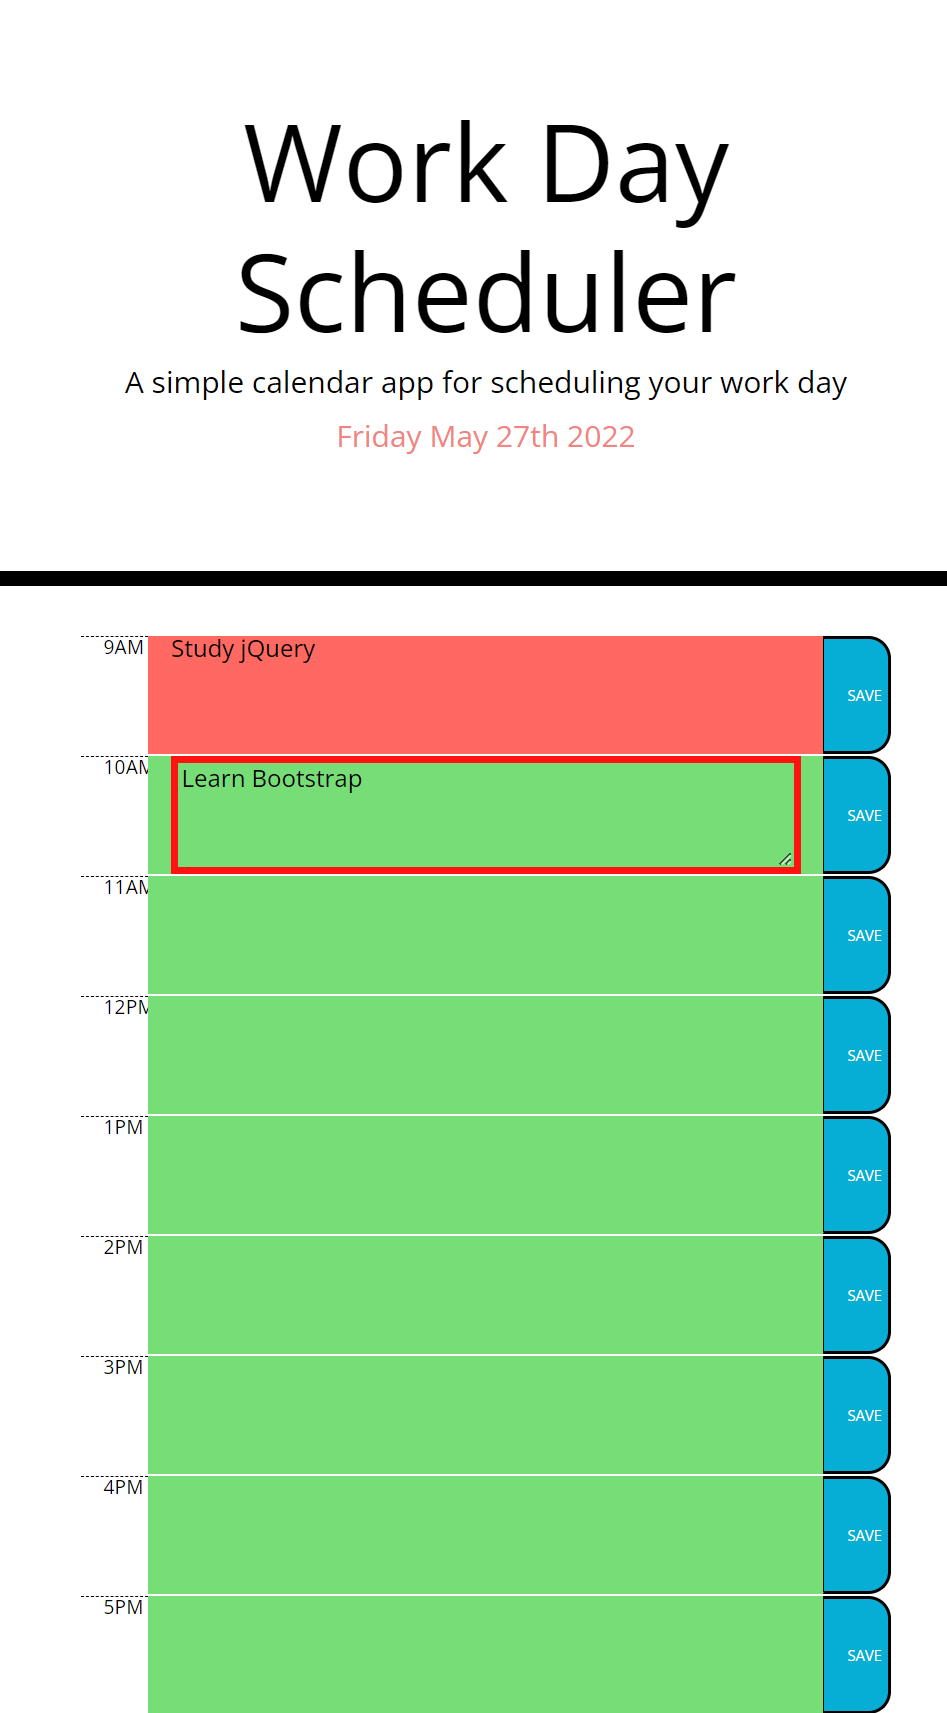 Work Day
Scheduler
A simple calendar app for scheduling your work day
Friday May 27th 2022
9AM
Study jQuery
SAVE
10AM
Learn Bootstrap
SAVE
11AM
SAVE
12PM
SAVE
1PM
SAVE
2PM
SAVE
3PM
SAVE
4PM
SAVE
5PM
SAVE